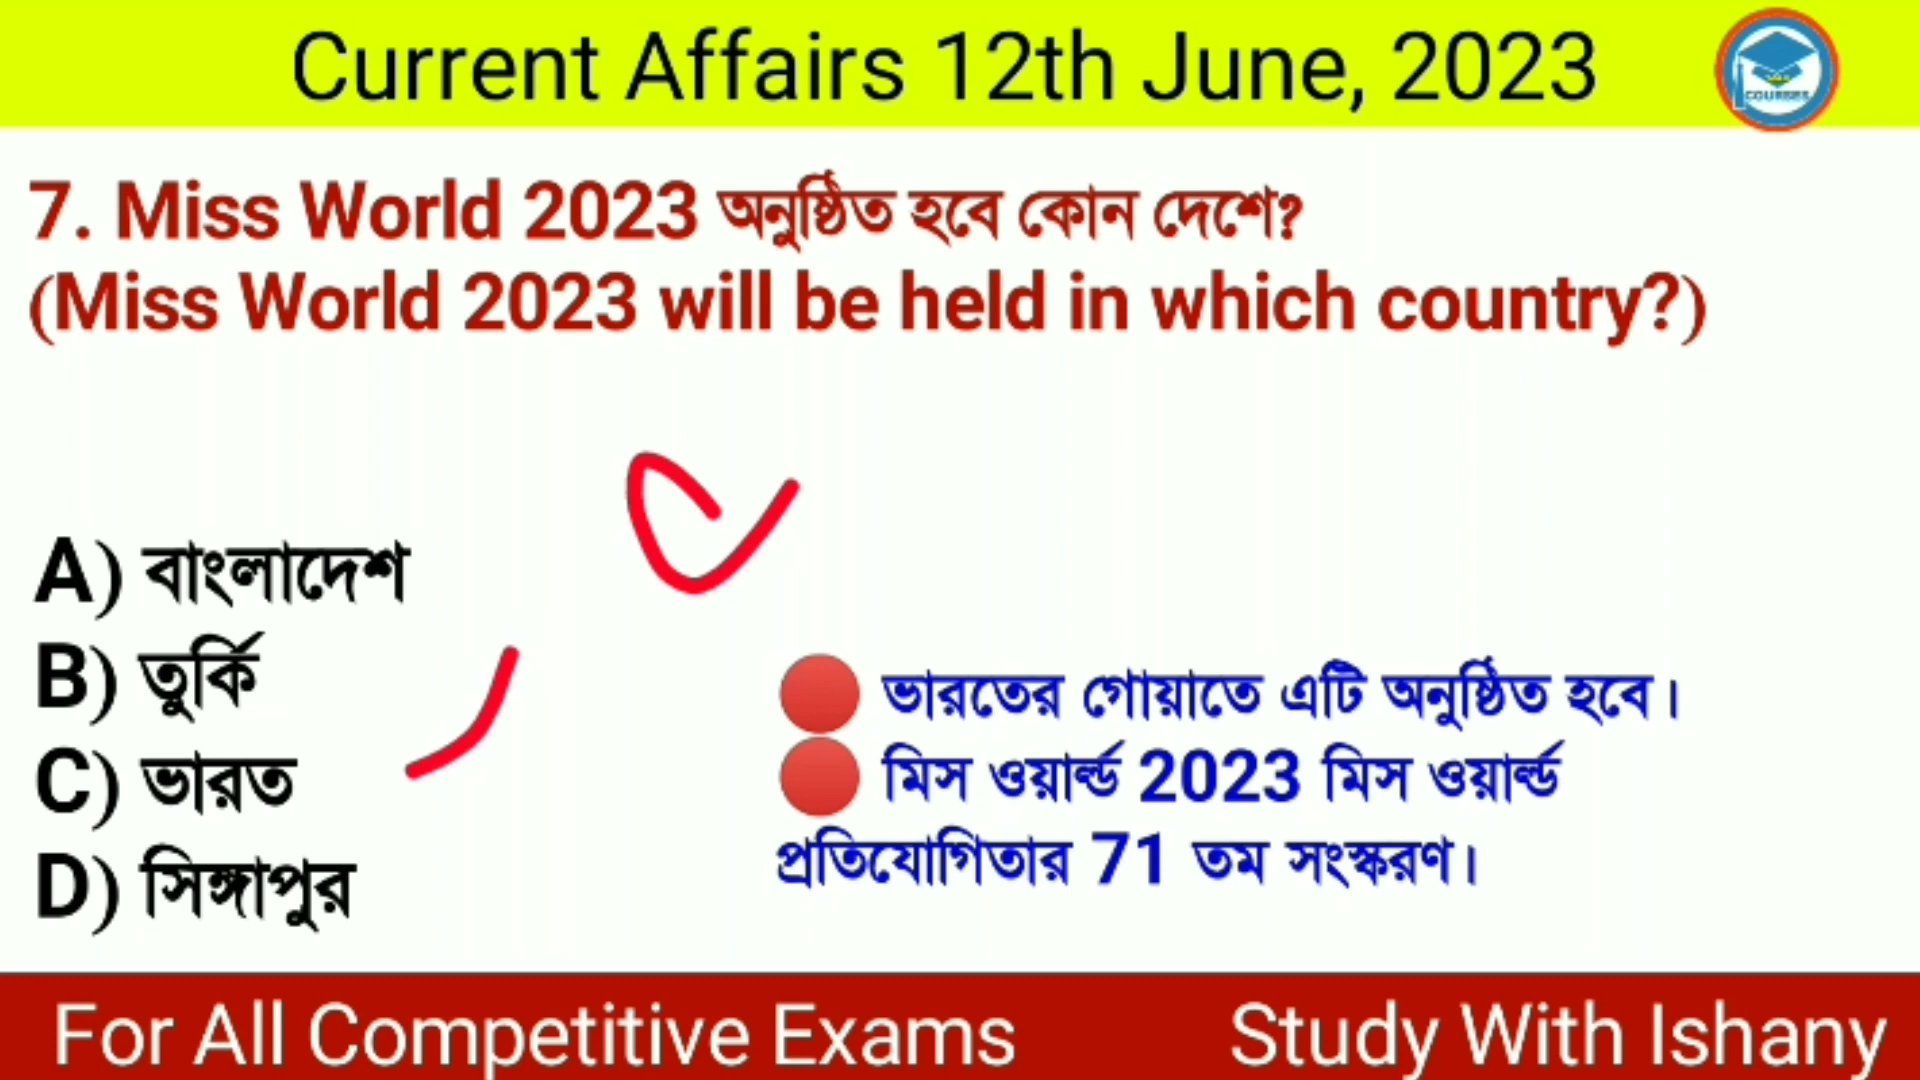 Current Affairs 12th June, 2023
COURSES
7. Miss World 2023 অনুষ্ঠিত হবে কোন দেশে?
(Miss World 2023 will be held in which country?)
A) বাংলাদেশ
B) তুর্কি
C) ভারত
D) সিঙ্গাপুর
🔴 ভারতের গোয়াতে এটি অনুষ্ঠিত হবে।
🔴 মিস ওয়ার্ল্ড 2023 মিস ওয়ার্ল্ড
প্রতিযোগিতার 71 তম সংস্করণ।
For All Competitive Exams
Study With Ishany